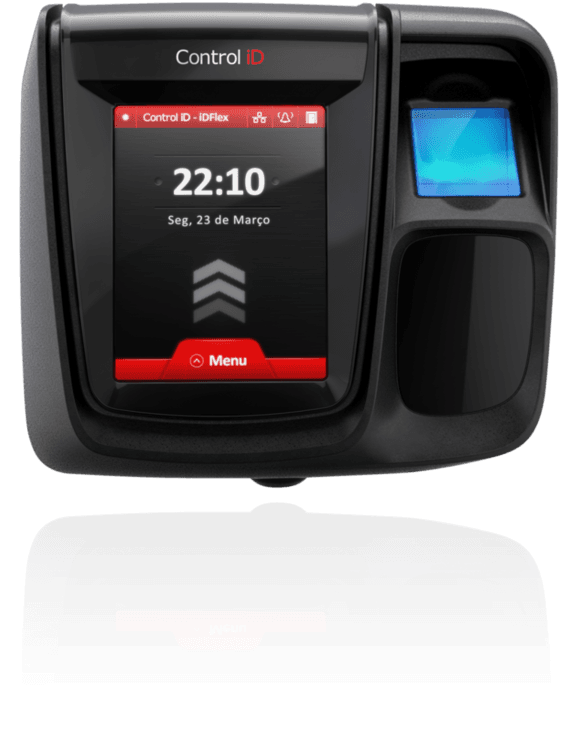 Control iD
Control iD - iDFlex
22:10
Seg, 23 de Março
Menu